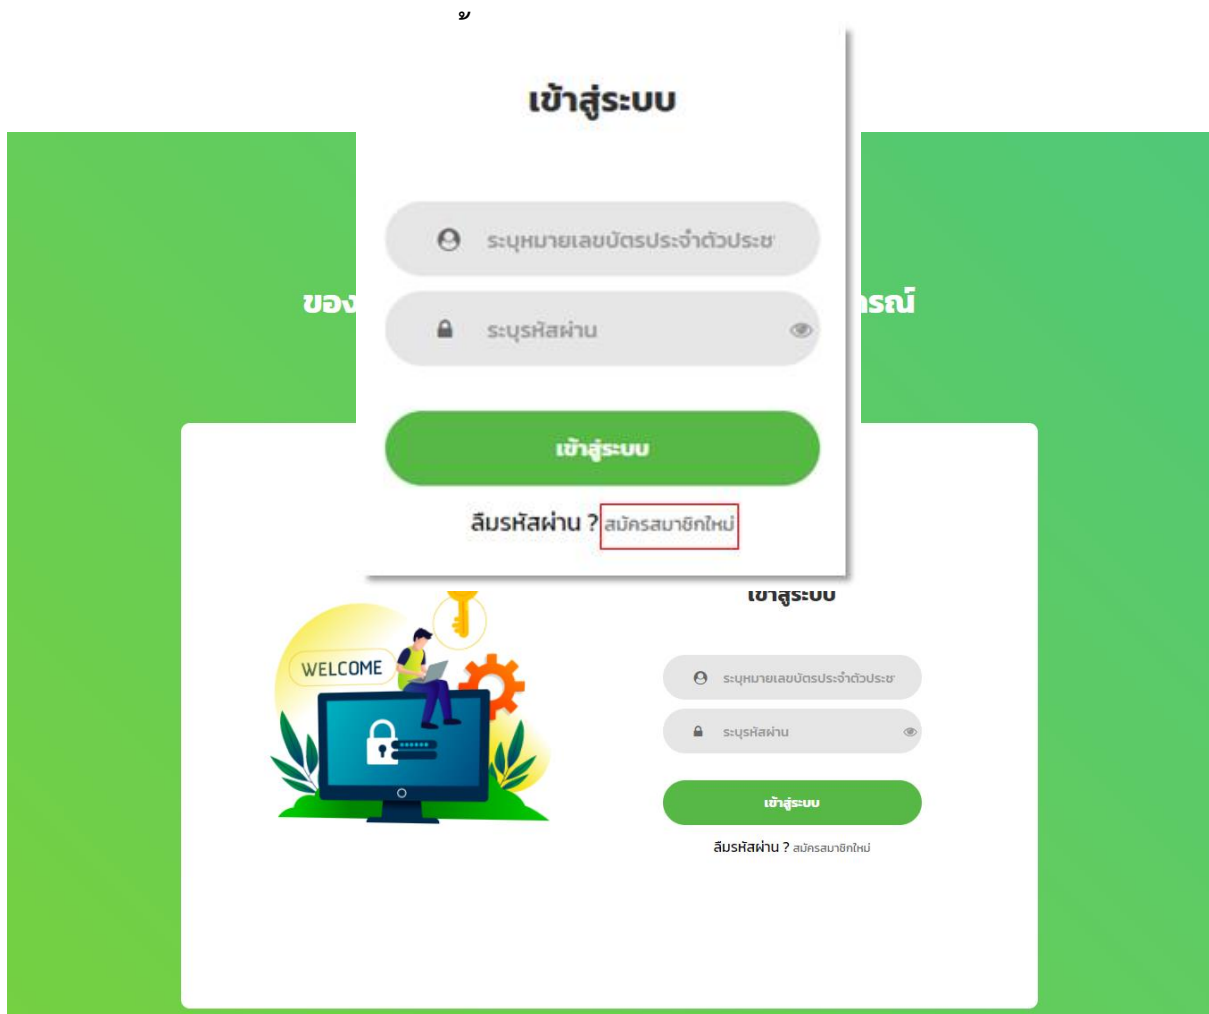 เข้าสู่ระบบ
ระบุหมายเลขบัตรประจำตัวประช
ของ
รณ์
ระบุรหัสผ่าน
เข้าสู่ระบบ
ลืมรหัสผ่าน ? สมัครสมาชิกใหม่
เข้าสู่ระบบ
WELCOME
ระบุหมายเลขบัตรประจำตัวประช
ระบุรหัสผ่าน
เข้าสู่ระบบ
ลืมรหัสผ่าน ? สมัครสมาชิกใหม่